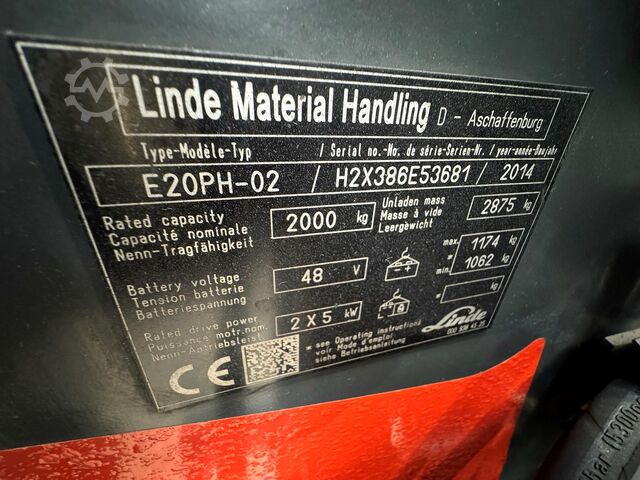 Linde Material Handling D - Aschaffenburg
Type-Modèle-Typ / Serial no.-No. de série-Serien-Nr. / year-année-Baujahr
E20PH-02 / H2X386E53681 / 2014
Rated capacity
Capacité nominale
Nenn-Tragfähigkeit
2000 kg
Unladen mass
Masse à vide
Leergewicht
2875 kg
Battery voltage
Tension batterie
Batteriespannung
48 V
max. 1174 kg
* min. 1062 kg
Rated drive power
Puissance motr.nom.
Nenn-Antriebsleist
2 X 5 kW
* kg
CE
* = see Operating instructions
voir Mode d'emploi
siehe Betriebsanleitung
Linde
bar (5300